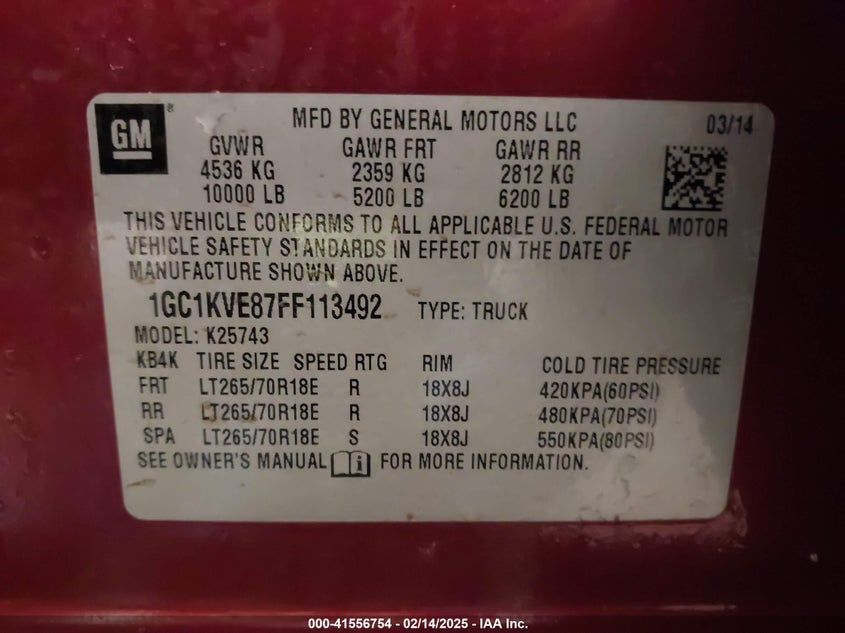 GM ®
MFD BY GENERAL MOTORS LLC 03/14
GVWR GAWR FRT GAWR RR
4536 KG 2359 KG 2812 KG
10000 LB 5200 LB 6200 LB
THIS VEHICLE CONFORMS TO ALL APPLICABLE U.S. FEDERAL MOTOR
VEHICLE SAFETY STANDARDS IN EFFECT ON THE DATE OF
MANUFACTURE SHOWN ABOVE.
1GC1KVE87FF113492 TYPE: TRUCK
MODEL: K25743
KB4K TIRE SIZE SPEED RTG RIM COLD TIRE PRESSURE
FRT LT265/70R18E R 18X8J 420KPA(60PSI)
RR LT265/70R18E R 18X8J 480KPA(70PSI)
SPA LT265/70R18E S 18X8J 550KPA(80PSI)
SEE OWNER'S MANUAL FOR MORE INFORMATION.
000-41556754 - 02/14/2025 - IAA Inc.